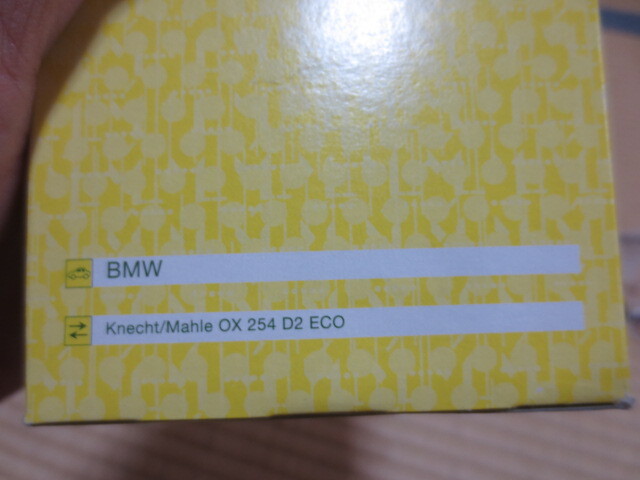 BMW
Knecht/Mahle OX 254 D2 ECO